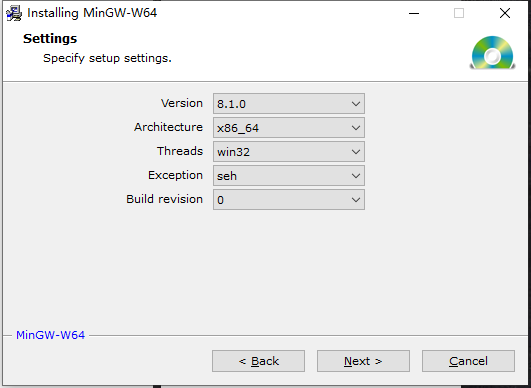 Installing MinGW-W64
Settings
Specify setup settings.
Version 8.1.0
Architecture x86_64
Threads win32
Exception seh
Build revision 0
MinGW-W64
< Back Next > Cancel